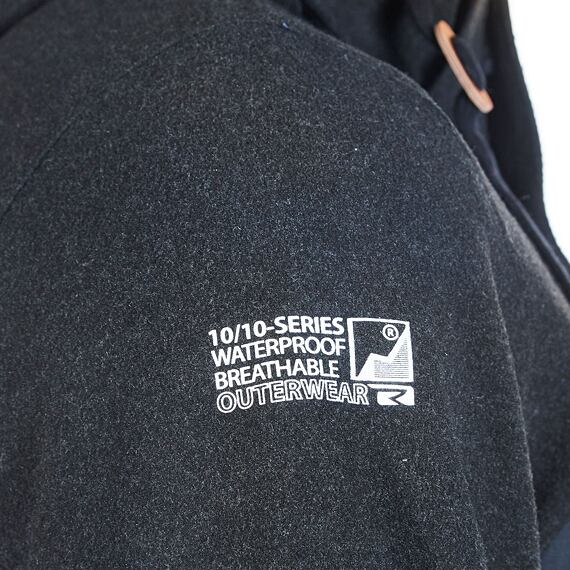 10/10-SERIES
WATERPROOF
BREATHABLE
OUTERWEAR
®